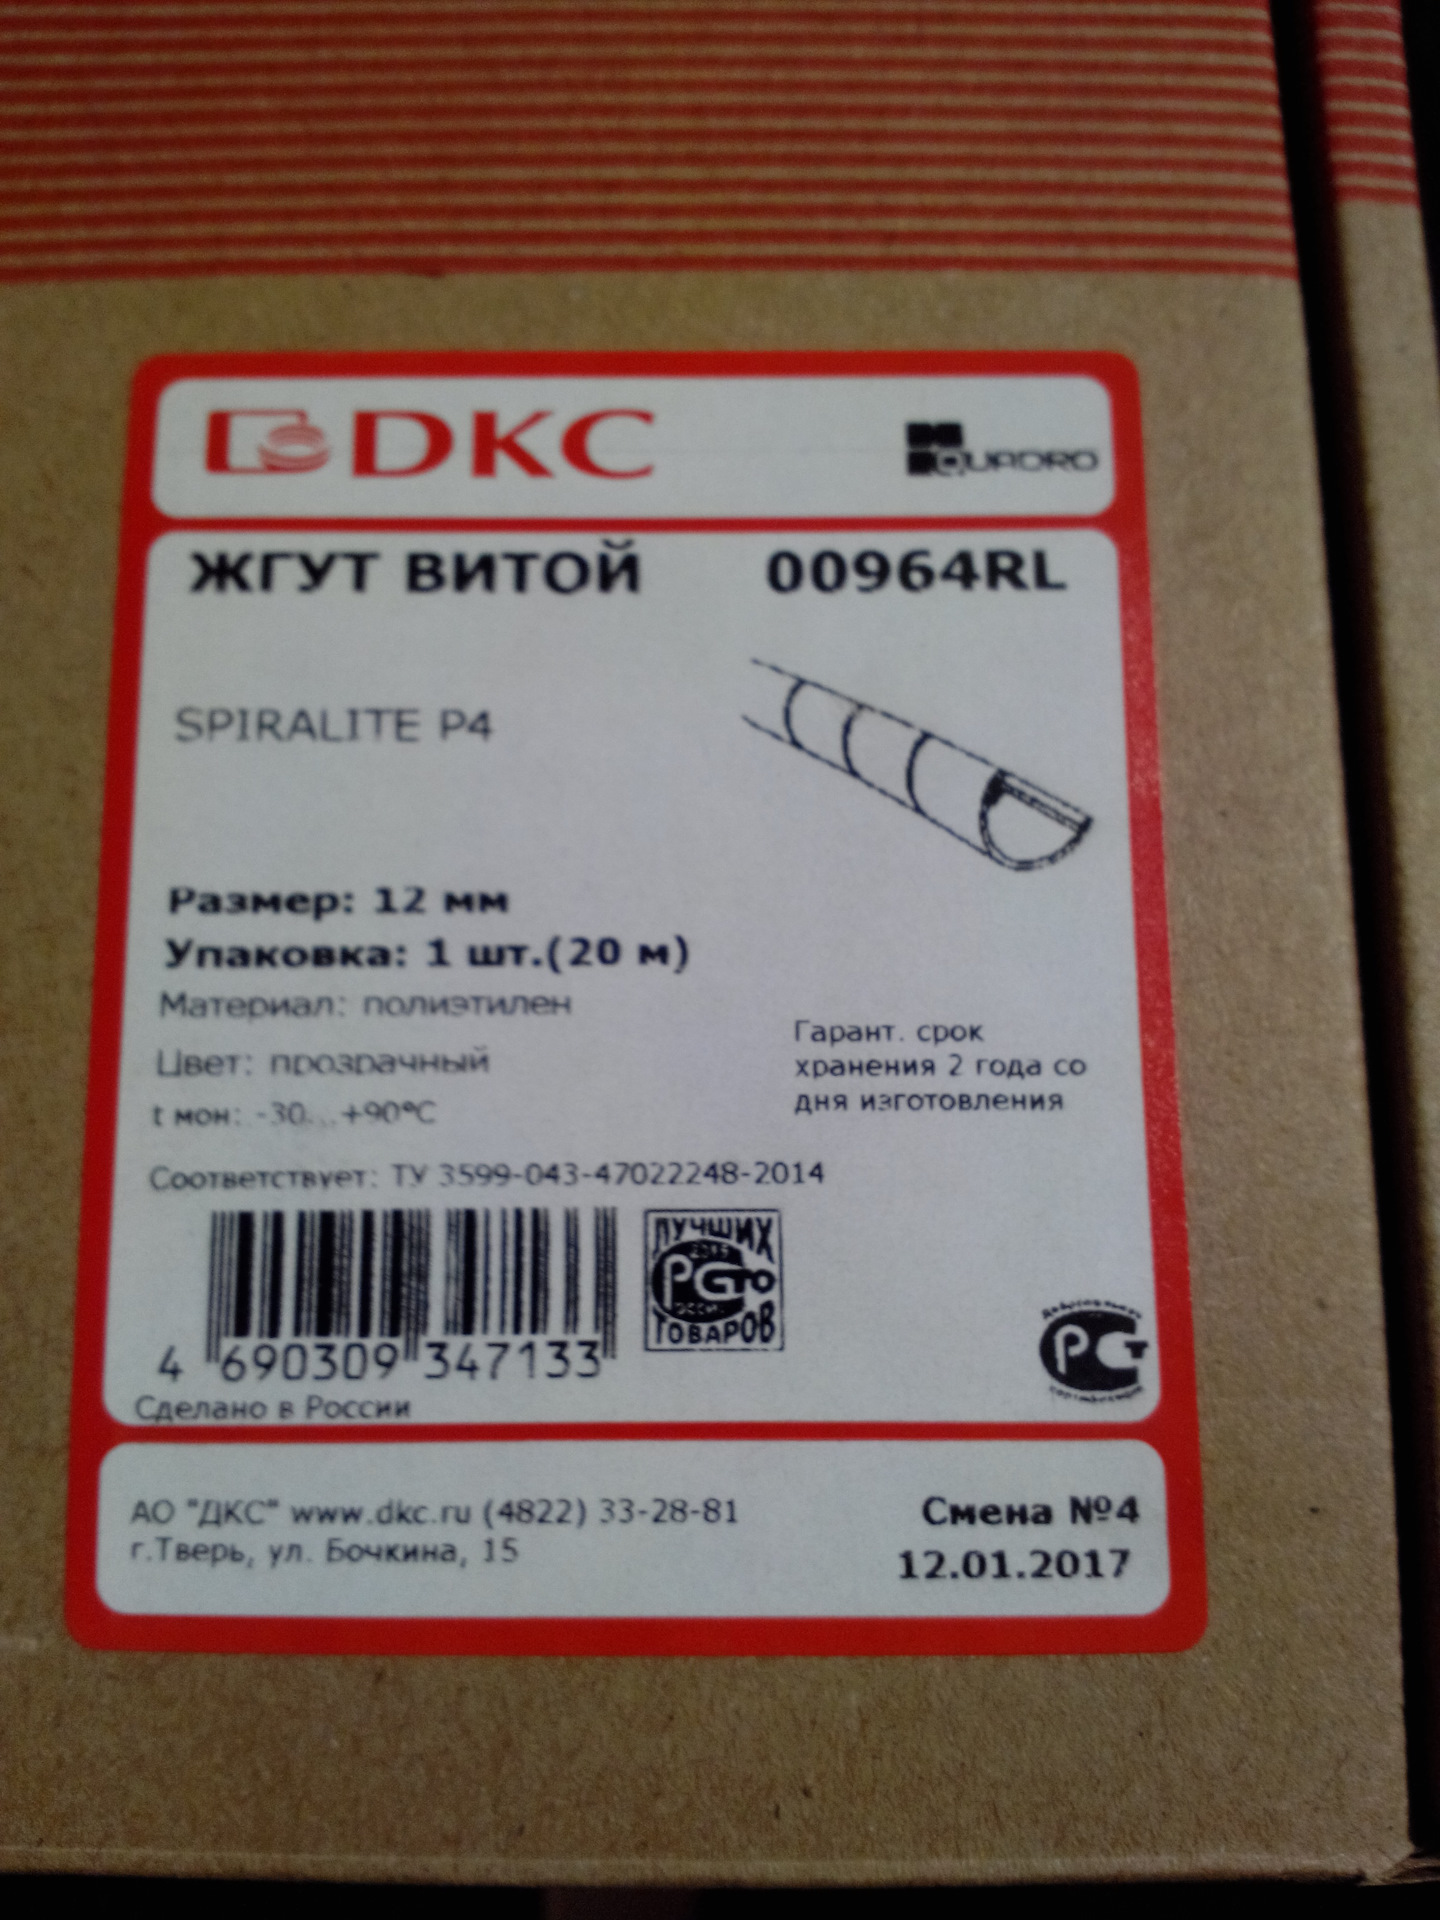 DKC
QUADRO
ЖГУТ ВИТОЙ 00964RL
SPIRALITE P4
Размер: 12 мм
Упаковка: 1 шт.(20 м)
Материал: полиэтилен
Цвет: прозрачный
t мон: -30...+90°C
Гарант. срок
хранения 2 года со
дня изготовления
Соответствует: ТУ 3599-043-47022248-2014
ЛУЧШИХ
ТОВАРОВ
4 690309 347133
Сделано в России
АО "ДКС" www.dkc.ru (4822) 33-28-81
г.Тверь, ул. Бочкина, 15
Смена №4
12.01.2017